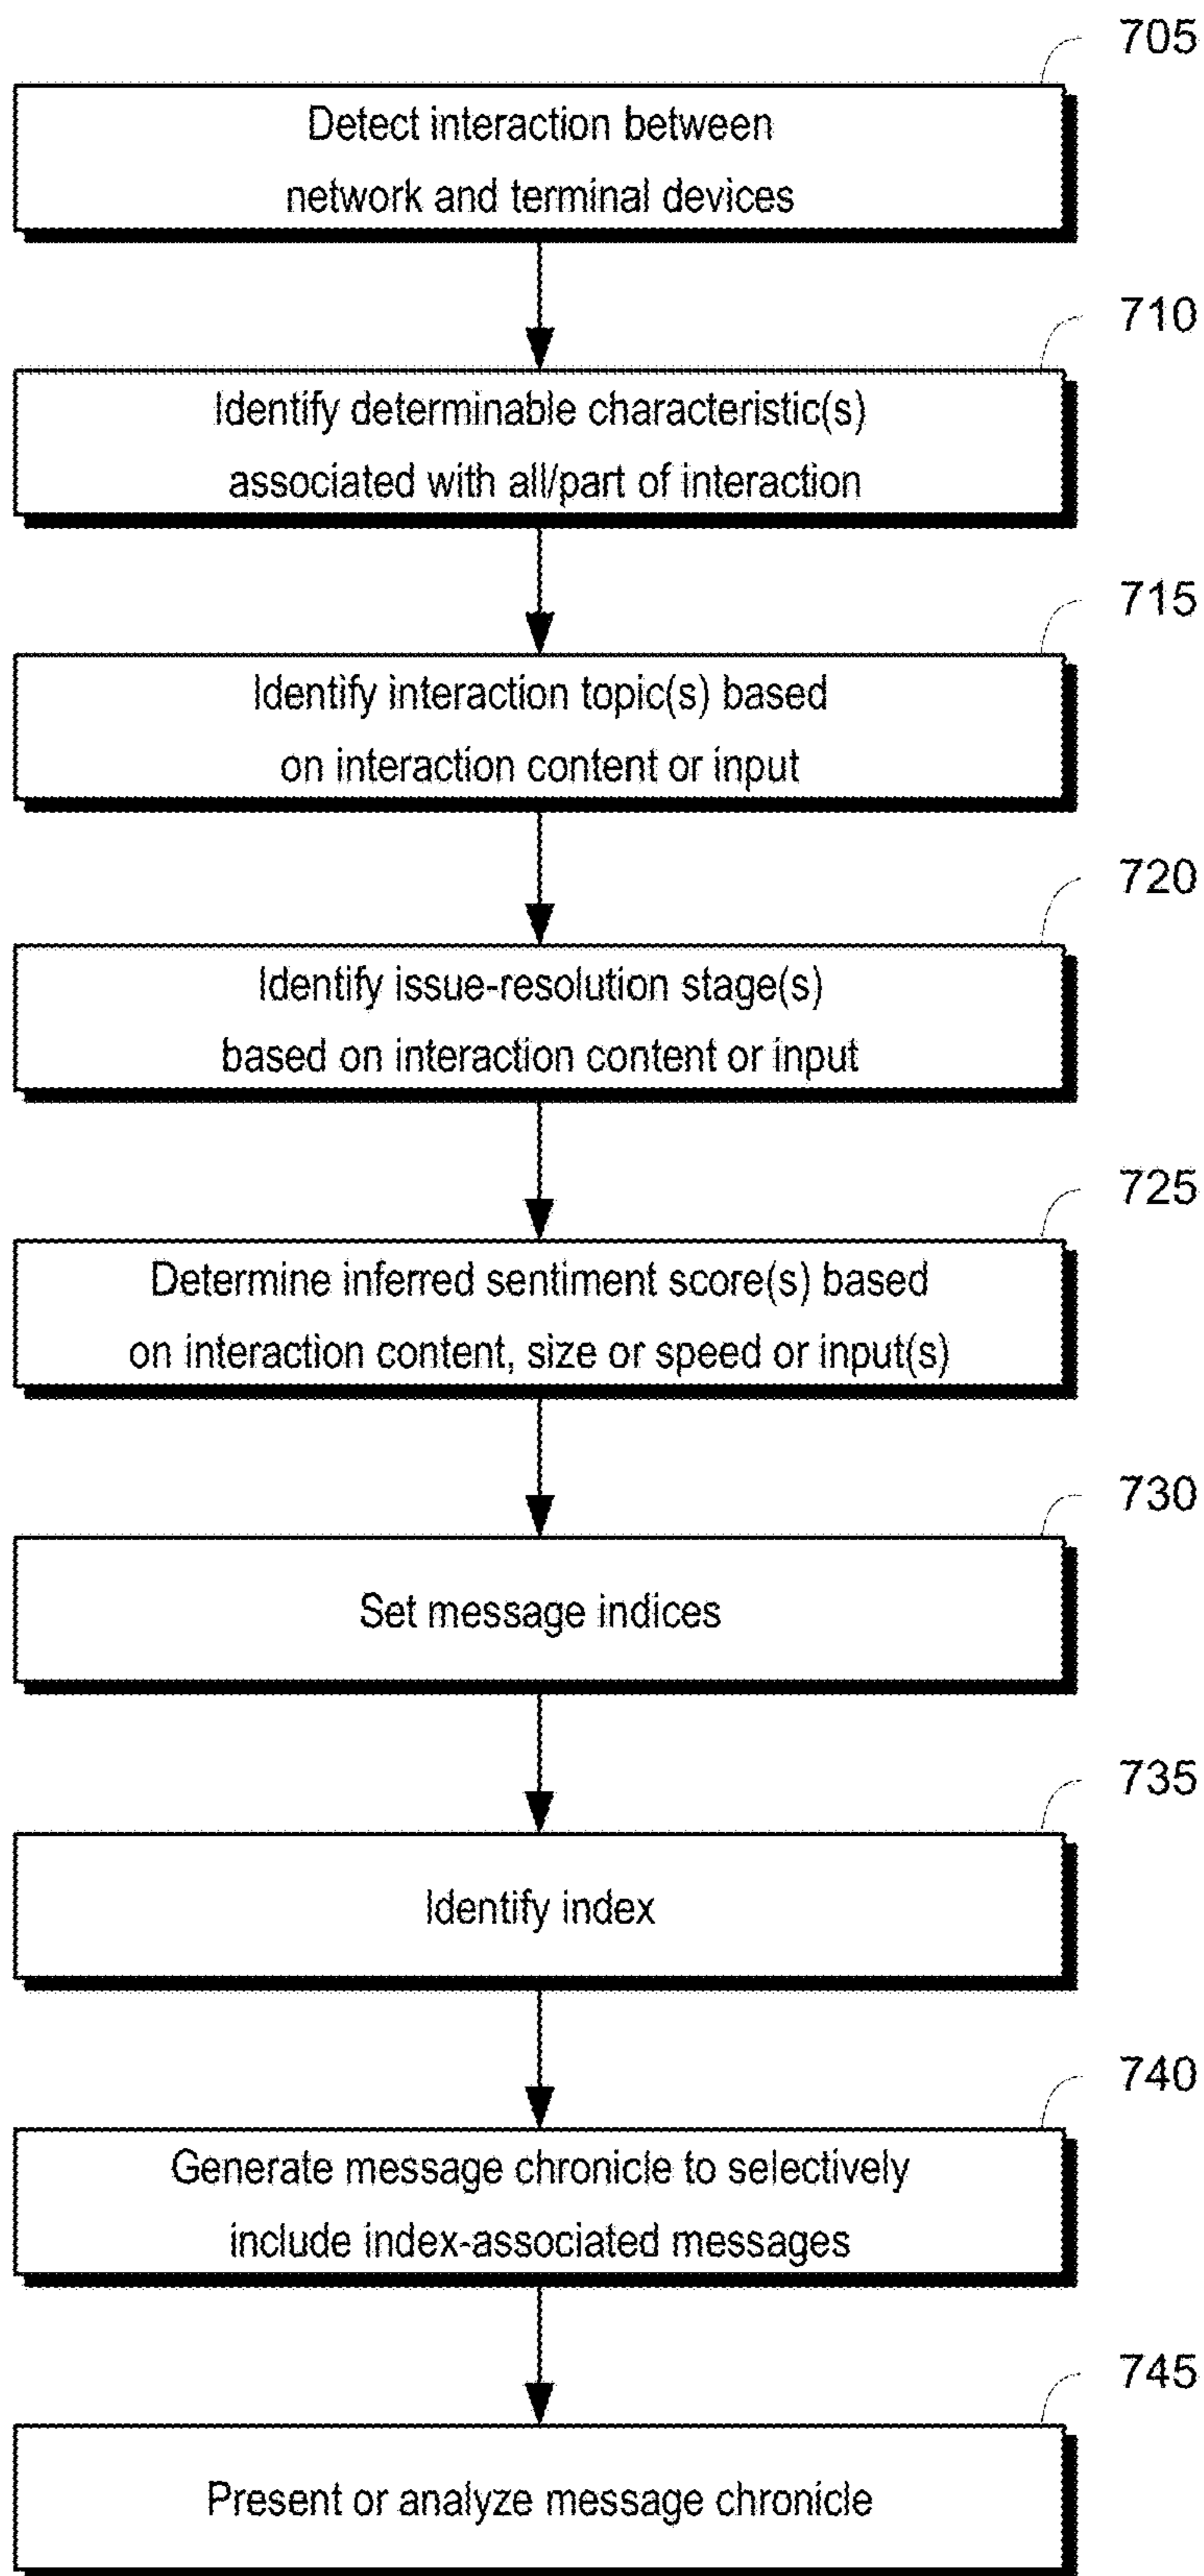 705
Detect interaction between
network and terminal devices
710
Identify determinable characteristic(s)
associated with all/part of interaction
715
Identify interaction topic(s) based
on interaction content or input
720
Identify issue-resolution stage(s)
based on interaction content or input
725
Determine inferred sentiment score(s) based
on interaction content, size or speed or input(s)
730
Set message indices
735
Identify index
740
Generate message chronicle to selectively
include index-associated messages
745
Present or analyze message chronicle